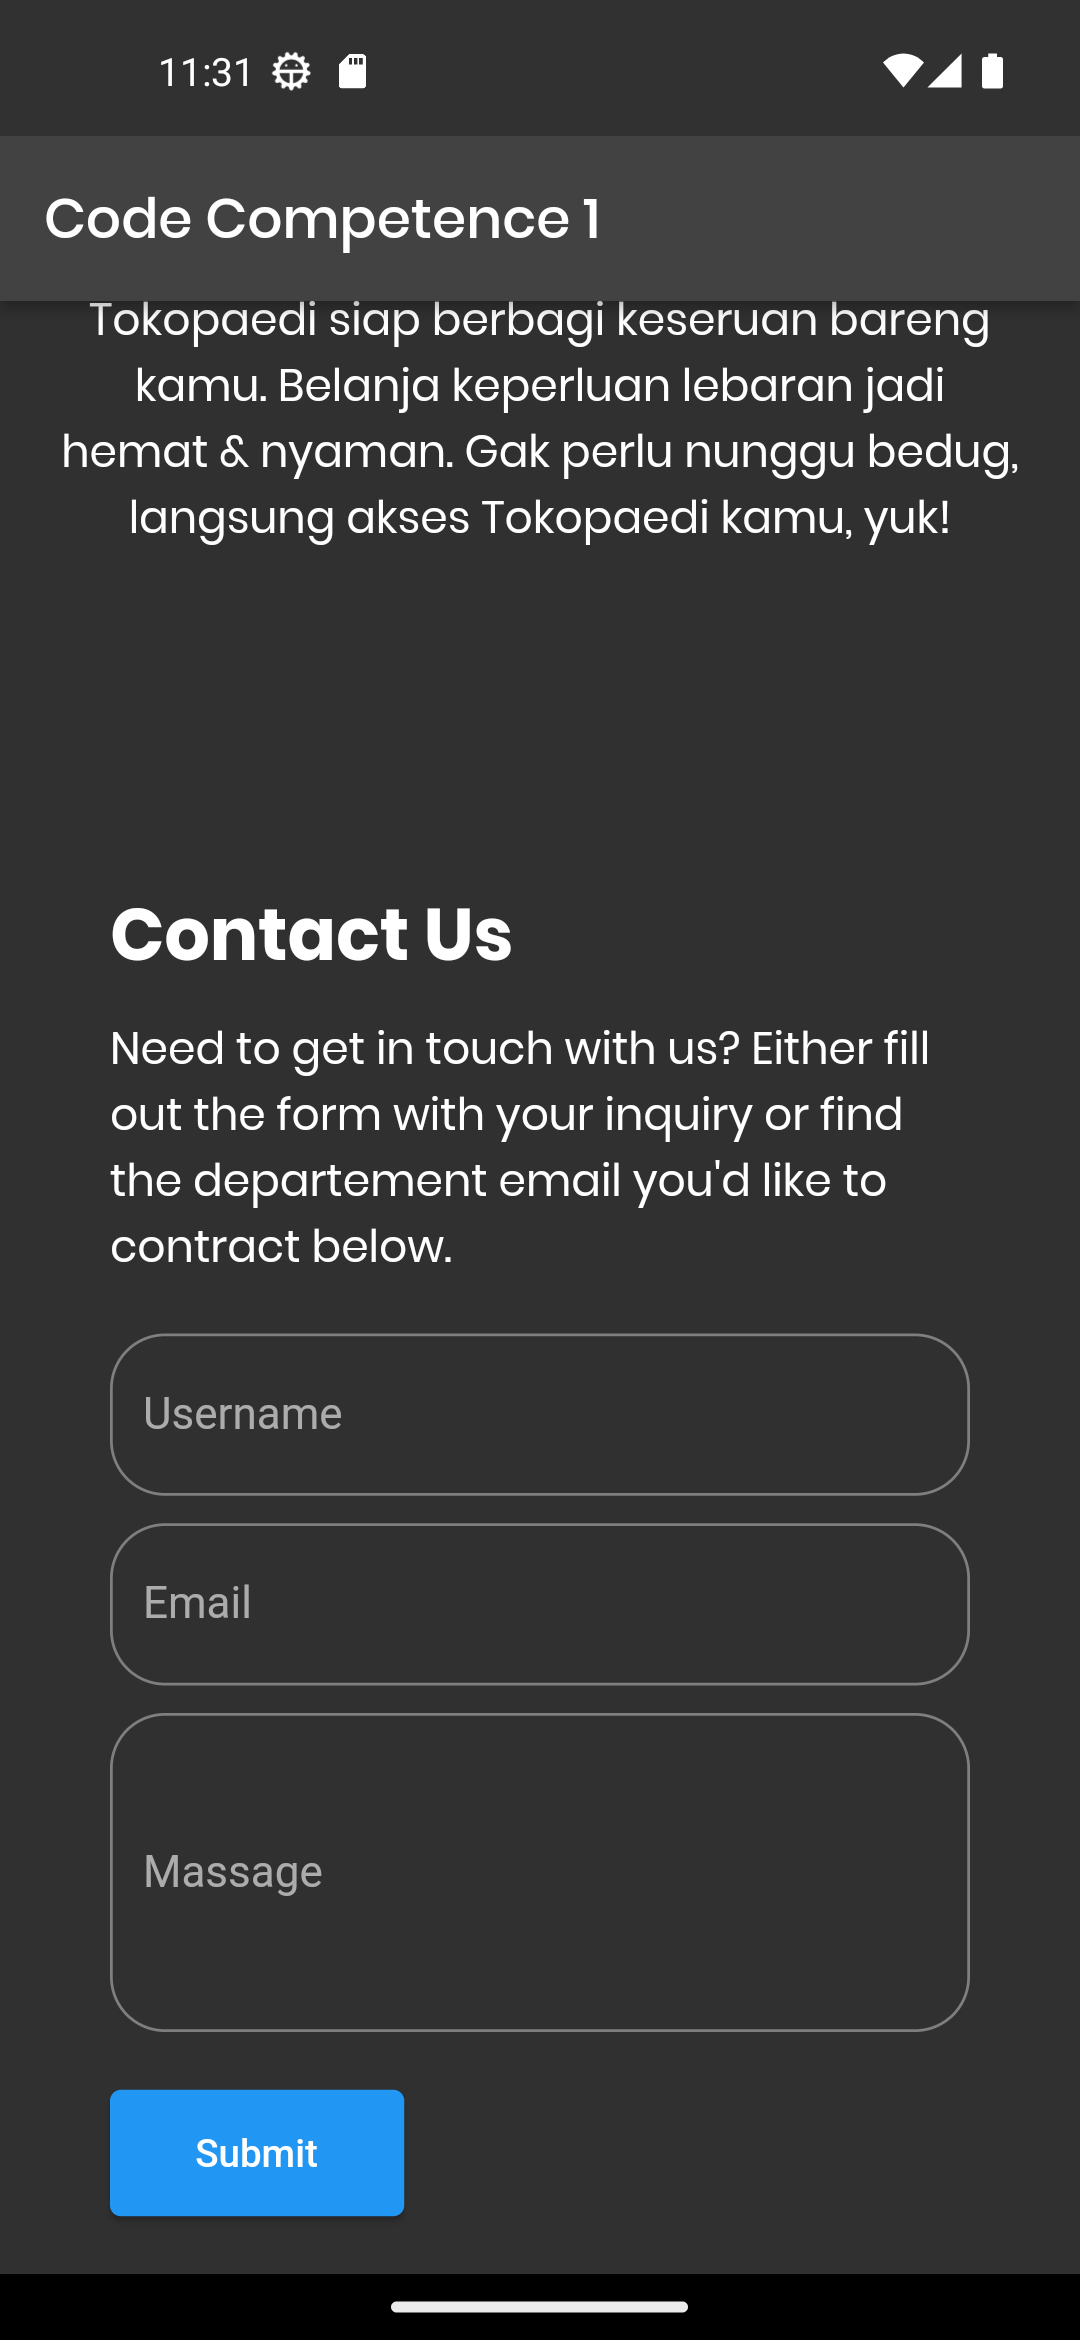 11:31
Code Competence 1
Tokopaedi siap berbagi keseruan bareng
kamu. Belanja keperluan lebaran jadi
hemat & nyaman. Gak perlu nunggu bedug,
langsung akses Tokopaedi kamu, yuk!
Contact Us
Need to get in touch with us? Either fill
out the form with your inquiry or find
the departement email you'd like to
contract below.
Username
Email
Massage
Submit